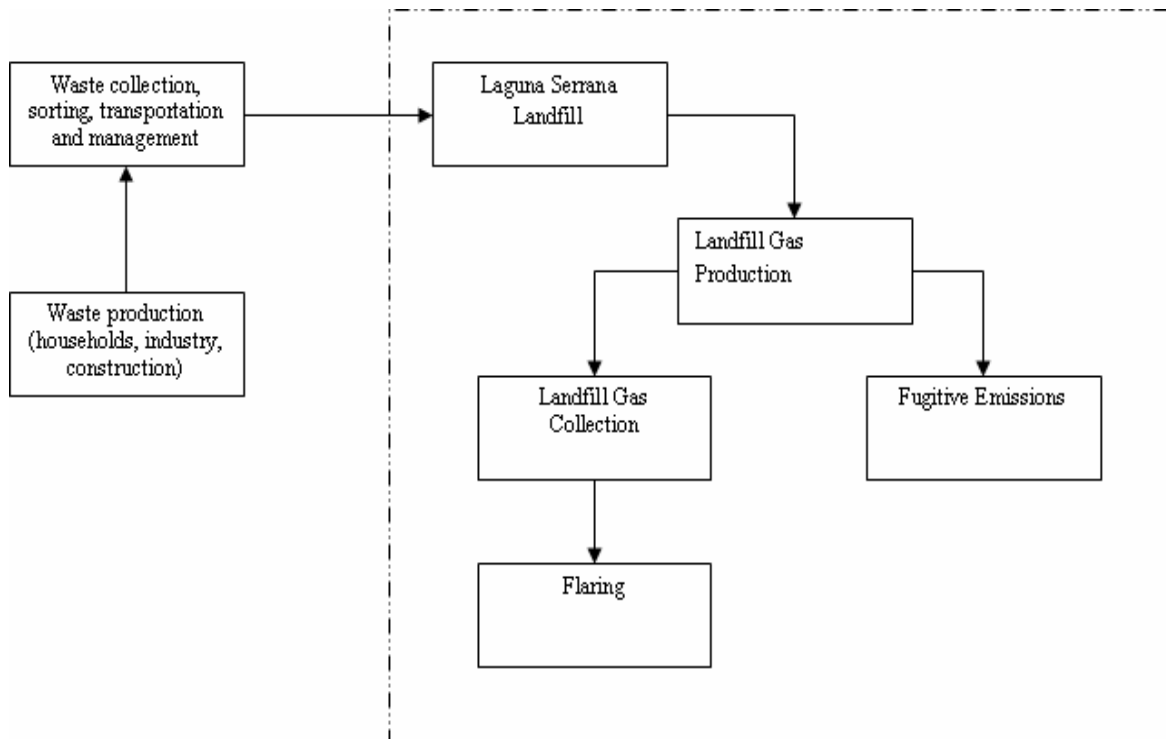 Waste collection,
sorting, transportation
and management
Laguna Serrana
Landfill
Landfill Gas
Production
Waste production
(households, industry,
construction)
Landfill Gas
Collection
Fugitive Emissions
Flaring